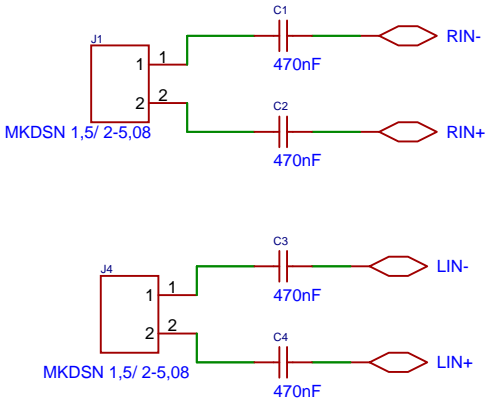 C1
J1
1 1
RIN-
470nF
2 2
C2
MKDSN 1,5/ 2-5,08
RIN+
470nF
C3
J4
1 1
LIN-
470nF
2 2
C4
MKDSN 1,5/ 2-5,08
LIN+
470nF